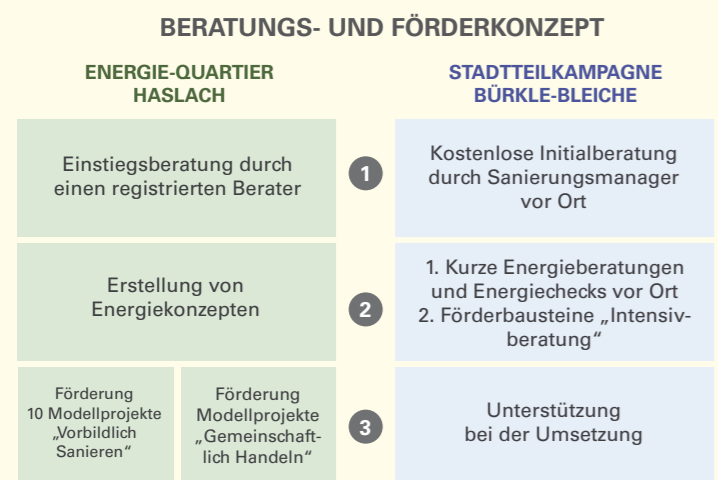 BERATUNGS- UND FÖRDERKONZEPT
ENERGIE-QUARTIER
HASLACH
STADTTEILKAMPAGNE
BÜRKLE-BLEICHE
Einstiegsberatung durch
einen registrierten Berater
1
Kostenlose Initialberatung
durch Sanierungsmanager
vor Ort
Erstellung von
Energiekonzepten
2
1. Kurze Energieberatungen
und Energiechecks vor Ort
2. Förderbausteine „Intensiv-
beratung“
Förderung
10 Modellprojekte
„Vorbildlich
Sanieren“
Förderung
Modellprojekte
„Gemeinschaft-
lich Handeln“
3
Unterstützung
bei der Umsetzung